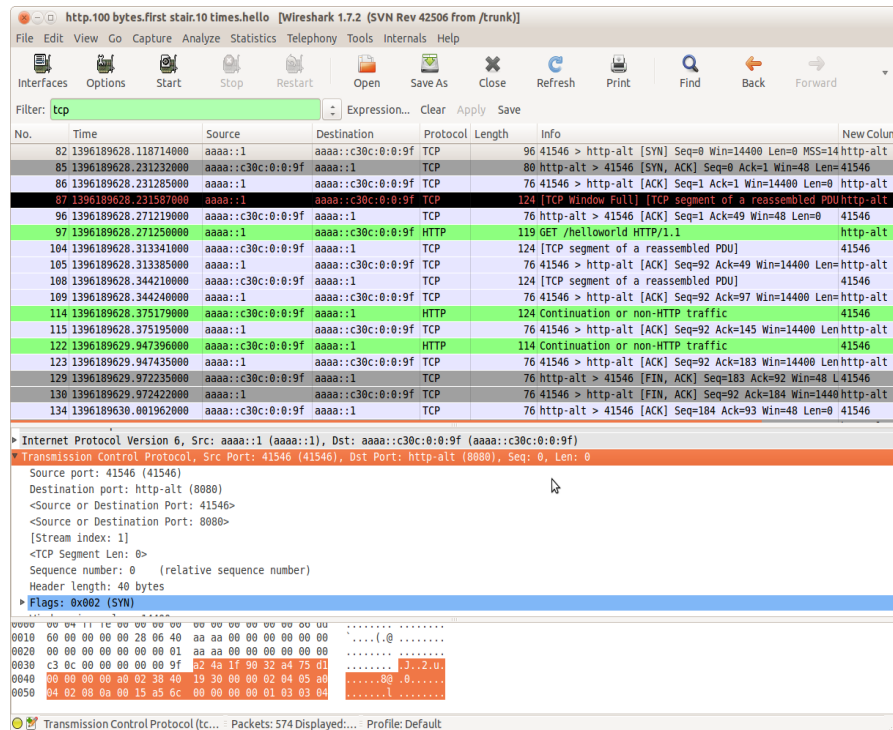 http.100 bytes.first stair.10 times.hello [Wireshark 1.7.2 (SVN Rev 42506 from /trunk)]
File Edit View Go Capture Analyze Statistics Telephony Tools Internals Help
Interfaces Options Start Stop Restart Open Save As Close Refresh Print Find Back Forward
Filter: tcp Expression... Clear Apply Save
No. Time Source Destination Protocol Length Info New Colun
82 1396189628.118714000 aaaa::1 aaaa::c30c:0:0:9f TCP 96 41546 > http-alt [SYN] Seq=0 Win=14400 Len=0 MSS=14 http-alt
85 1396189628.231232000 aaaa::c30c:0:0:9f aaaa::1 TCP 80 http-alt > 41546 [SYN, ACK] Seq=0 Ack=1 Win=48 Len= 41546
86 1396189628.231285000 aaaa::1 aaaa::c30c:0:0:9f TCP 76 41546 > http-alt [ACK] Seq=1 Ack=1 Win=14400 Len=0 http-alt
87 1396189628.231587000 aaaa::1 aaaa::c30c:0:0:9f TCP 124 [TCP Window Full] [TCP segment of a reassembled PDU http-alt
96 1396189628.271219000 aaaa::c30c:0:0:9f aaaa::1 TCP 76 http-alt > 41546 [ACK] Seq=1 Ack=49 Win=48 Len=0 41546
97 1396189628.271250000 aaaa::1 aaaa::c30c:0:0:9f HTTP 119 GET /helloworld HTTP/1.1 http-alt
104 1396189628.313341000 aaaa::c30c:0:0:9f aaaa::1 TCP 124 [TCP segment of a reassembled PDU] 41546
105 1396189628.313385000 aaaa::1 aaaa::c30c:0:0:9f TCP 76 41546 > http-alt [ACK] Seq=92 Ack=49 Win=14400 Len= http-alt
108 1396189628.344210000 aaaa::c30c:0:0:9f aaaa::1 TCP 124 [TCP segment of a reassembled PDU] 41546
109 1396189628.344240000 aaaa::1 aaaa::c30c:0:0:9f TCP 76 41546 > http-alt [ACK] Seq=92 Ack=97 Win=14400 Len= http-alt
114 1396189628.375179000 aaaa::c30c:0:0:9f aaaa::1 HTTP 124 Continuation or non-HTTP traffic 41546
115 1396189628.375195000 aaaa::1 aaaa::c30c:0:0:9f TCP 76 41546 > http-alt [ACK] Seq=92 Ack=145 Win=14400 Len http-alt
122 1396189629.947396000 aaaa::c30c:0:0:9f aaaa::1 HTTP 114 Continuation or non-HTTP traffic 41546
123 1396189629.947435000 aaaa::1 aaaa::c30c:0:0:9f TCP 76 41546 > http-alt [ACK] Seq=92 Ack=183 Win=14400 Len http-alt
129 1396189629.972235000 aaaa::c30c:0:0:9f aaaa::1 TCP 76 http-alt > 41546 [FIN, ACK] Seq=183 Ack=92 Win=48 L 41546
130 1396189629.972422000 aaaa::1 aaaa::c30c:0:0:9f TCP 76 41546 > http-alt [FIN, ACK] Seq=92 Ack=184 Win=1440 http-alt
134 1396189630.001962000 aaaa::c30c:0:0:9f aaaa::1 TCP 76 http-alt > 41546 [ACK] Seq=184 Ack=93 Win=48 Len=0 41546
Internet Protocol Version 6, Src: aaaa::1 (aaaa::1), Dst: aaaa::c30c:0:0:9f (aaaa::c30c:0:0:9f)
Transmission Control Protocol, Src Port: 41546 (41546), Dst Port: http-alt (8080), Seq: 0, Len: 0
Source port: 41546 (41546)
Destination port: http-alt (8080)
<Source or Destination Port: 41546>
<Source or Destination Port: 8080>
[Stream index: 1]
<TCP Segment Len: 0>
Sequence number: 0 (relative sequence number)
Header length: 40 bytes
Flags: 0x002 (SYN)
0010 60 00 00 00 00 28 06 40 aa aa 00 00 00 00 00 00 `....(.@ ........
0020 00 00 00 00 00 00 00 01 aa aa 00 00 00 00 00 00 ........ ........
0030 c3 0c 00 00 00 00 00 9f a2 4a 1f 90 32 a4 75 d1 ........ .J..2.u.
0040 00 00 00 00 a0 02 38 40 19 30 00 00 02 04 05 a0 ......8@ .0......
0050 04 02 08 0a 00 15 a5 6c 00 00 00 00 01 03 03 04 .......l ........
Transmission Control Protocol (tc... Packets: 574 Displayed:... Profile: Default